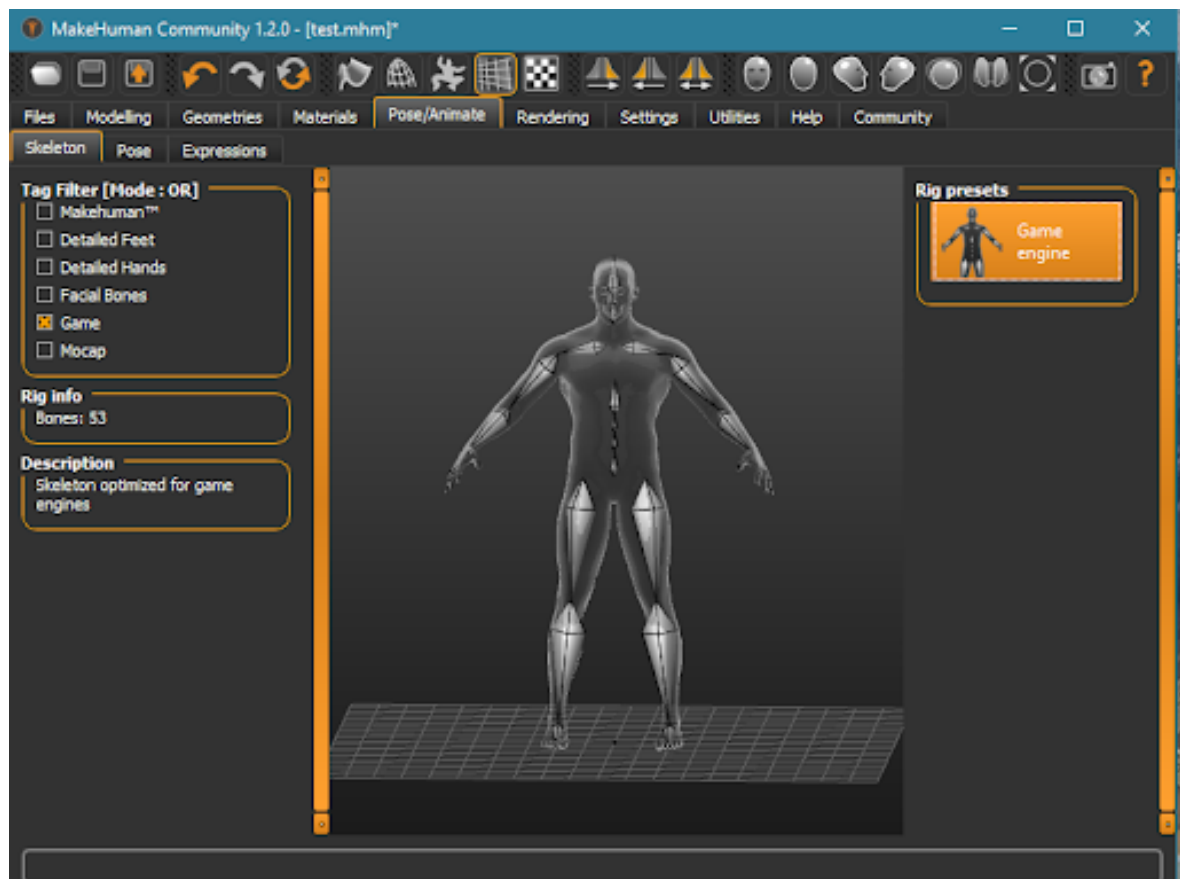 MakeHuman Community 1.2.0 - [test.mhm]*
Files Modelling Geometries Materials Pose/Animate Rendering Settings Utilities Help Community
Skeleton Pose Expressions
Tag Filter [Mode : OR]
Makehuman™
Detailed Feet
Detailed Hands
Facial Bones
Game
Mocap
Rig info
Bones: 53
Description
Skeleton optimized for game
engines
Rig presets
Game
engine